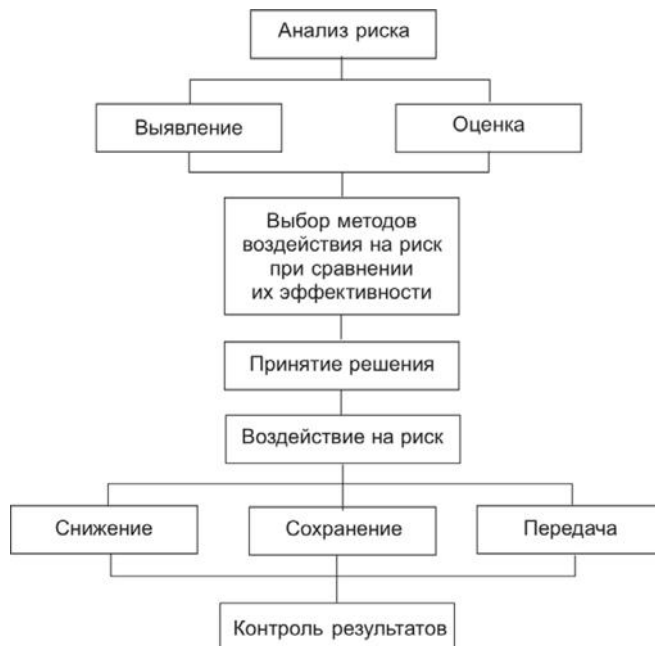 Анализ риска
Выявление
Оценка
Выбор методов
воздействия на риск
при сравнении
их эффективности
Принятие решения
Воздействие на риск
Снижение
Сохранение
Передача
Контроль результатов